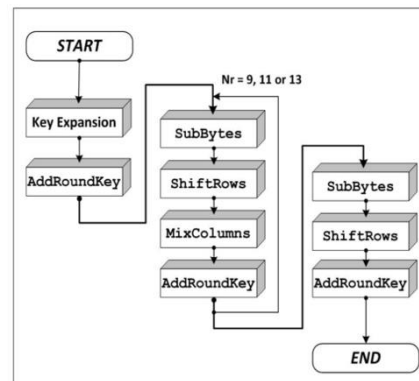 START
Key Expansion
AddRoundKey
Nr = 9, 11 or 13
SubBytes
ShiftRows
MixColumns
AddRoundKey
SubBytes
ShiftRows
AddRoundKey
END